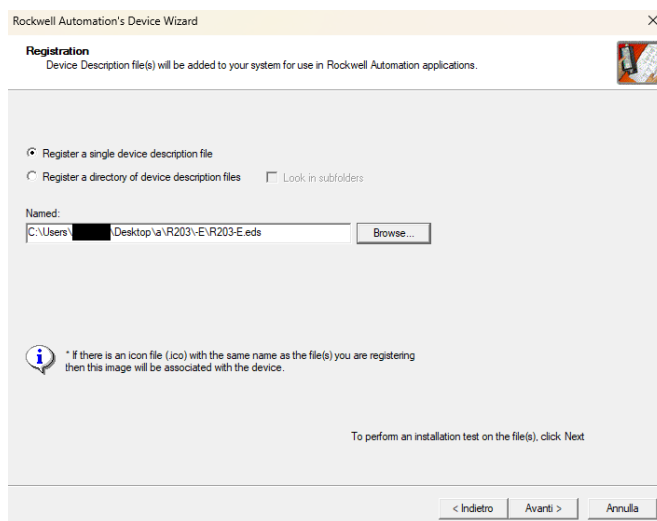 Rockwell Automation's Device Wizard
Registration
Device Description file(s) will be added to your system for use in Rockwell Automation applications.
Register a single device description file
Register a directory of device description files Look in subfolders
Named:
C:\Users\ \Desktop\a\R203\-E\R203-E.eds Browse...
* If there is an icon file (.ico) with the same name as the file(s) you are registering
then this image will be associated with the device.
To perform an installation test on the file(s), click Next
< Indietro Avanti > Annulla